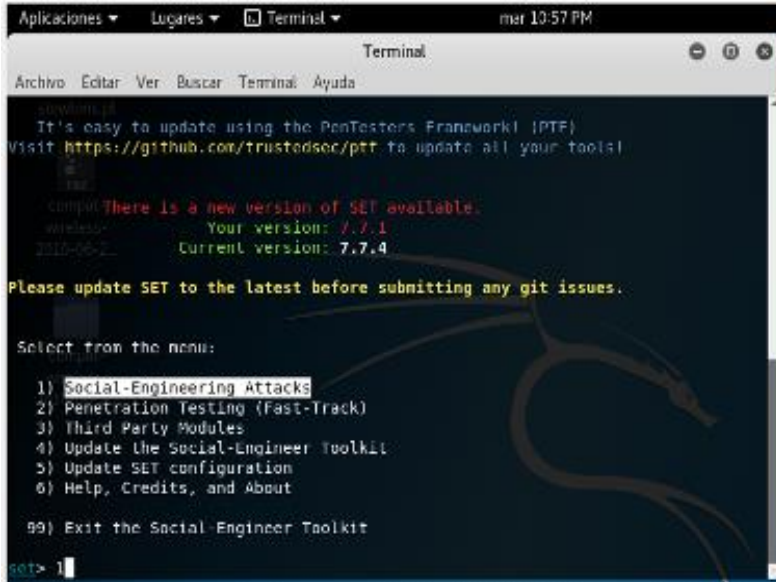 Aplicaciones Lugares Terminal mar 10:57 PM
Terminal
Archivo Editar Ver Buscar Terminal Ayuda
It's easy to update using the PenTesters Framework! (PTF)
Visit https://github.com/trustedsec/ptf to update all your tools!
There is a new version of SET available.
Your version: 7.7.1
Current version: 7.7.4
Please update SET to the latest before submitting any git issues.
Select from the menu:
1) Social-Engineering Attacks
2) Penetration Testing (Fast-Track)
3) Third Party Modules
4) Update the Social-Engineer Toolkit
5) Update SET configuration
6) Help, Credits, and About
99) Exit the Social-Engineer Toolkit
set> 1